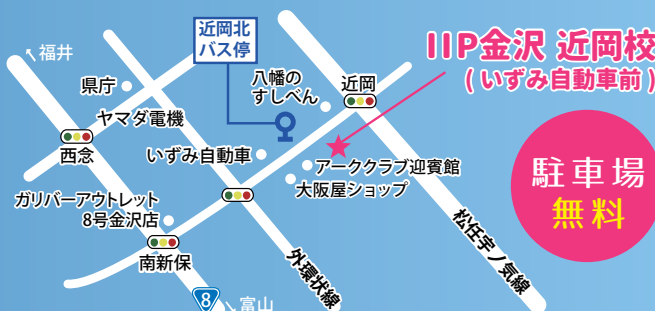 近岡北
バス停
IIP金沢 近岡校
(いずみ自動車前)
↖福井
県庁
八幡の
すしべん
近岡
ヤマダ電機
西念
いずみ自動車
アーククラブ迎賓館
大阪屋ショップ
ガリバーアウトレット
8号金沢店
南新保
外環状線
松任宇ノ気線
8
↘富山
駐車場
無料